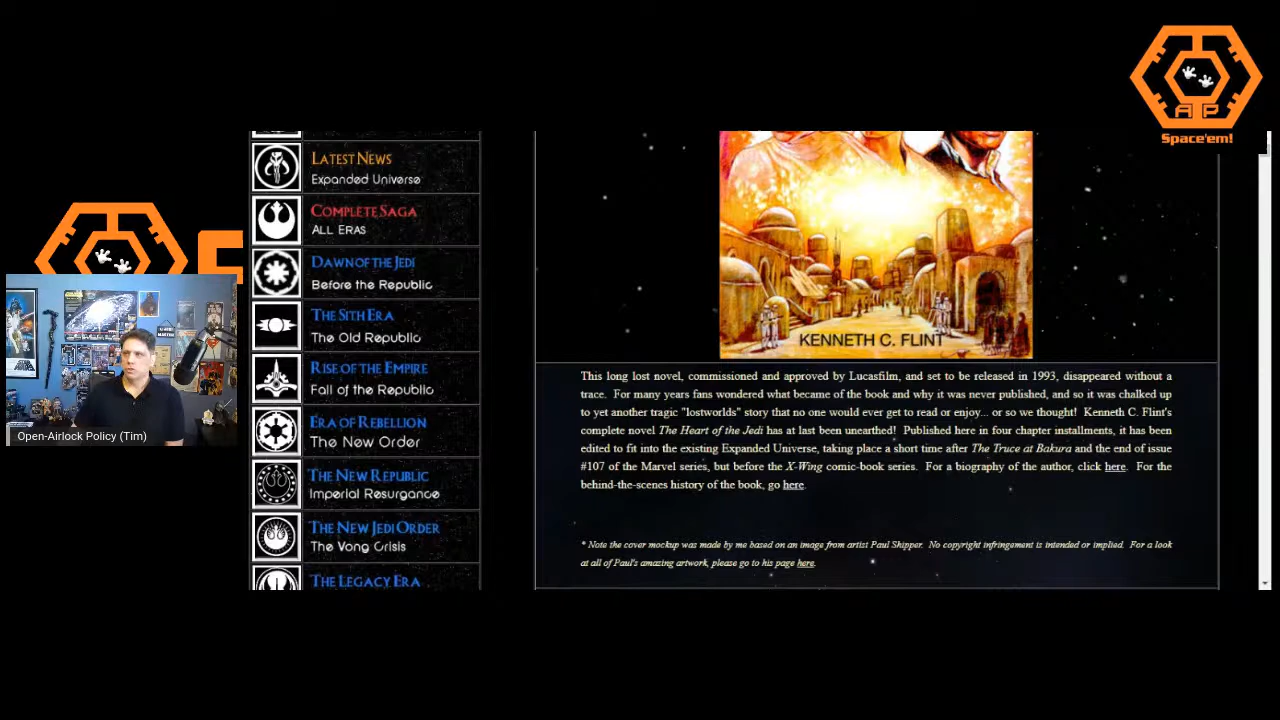 ATP
Space'em!
LATEST NEWS
Expanded Universe
COMPLETE SAGA
ALL ERAS
DAWN OF THE JEDI
Before the Republic
THE SITH ERA
The Old Republic
RISE OF THE EMPIRE
Fall of the Republic
ERA OF REBELLION
The New Order
THE NEW REPUBLIC
Imperial Resurgance
THE NEW JEDI ORDER
The Vong Crisis
THE LEGACY ERA
KENNETH C. FLINT
This long lost novel, commissioned and approved by Lucasfilm, and set to be released in 1993, disappeared without a
trace. For many years fans wondered what became of the book and why it was never published, and so it was chalked up
to yet another tragic "lostworlds" story that no one would ever get to read or enjoy... or so we thought! Kenneth C. Flint's
complete novel The Heart of the Jedi has at last been unearthed! Published here in four chapter installments, it has been
edited to fit into the existing Expanded Universe, taking place a short time after The Truce at Bakura and the end of issue
#107 of the Marvel series, but before the X-Wing comic-book series. For a biography of the author, click here. For the
behind-the-scenes history of the book, go here.
* Note the cover mockup was made by me based on an image from artist Paul Shipper. No copyright infringement is intended or implied. For a look
at all of Paul's amazing artwork, please go to his page here.
Open-Airlock Policy (Tim)